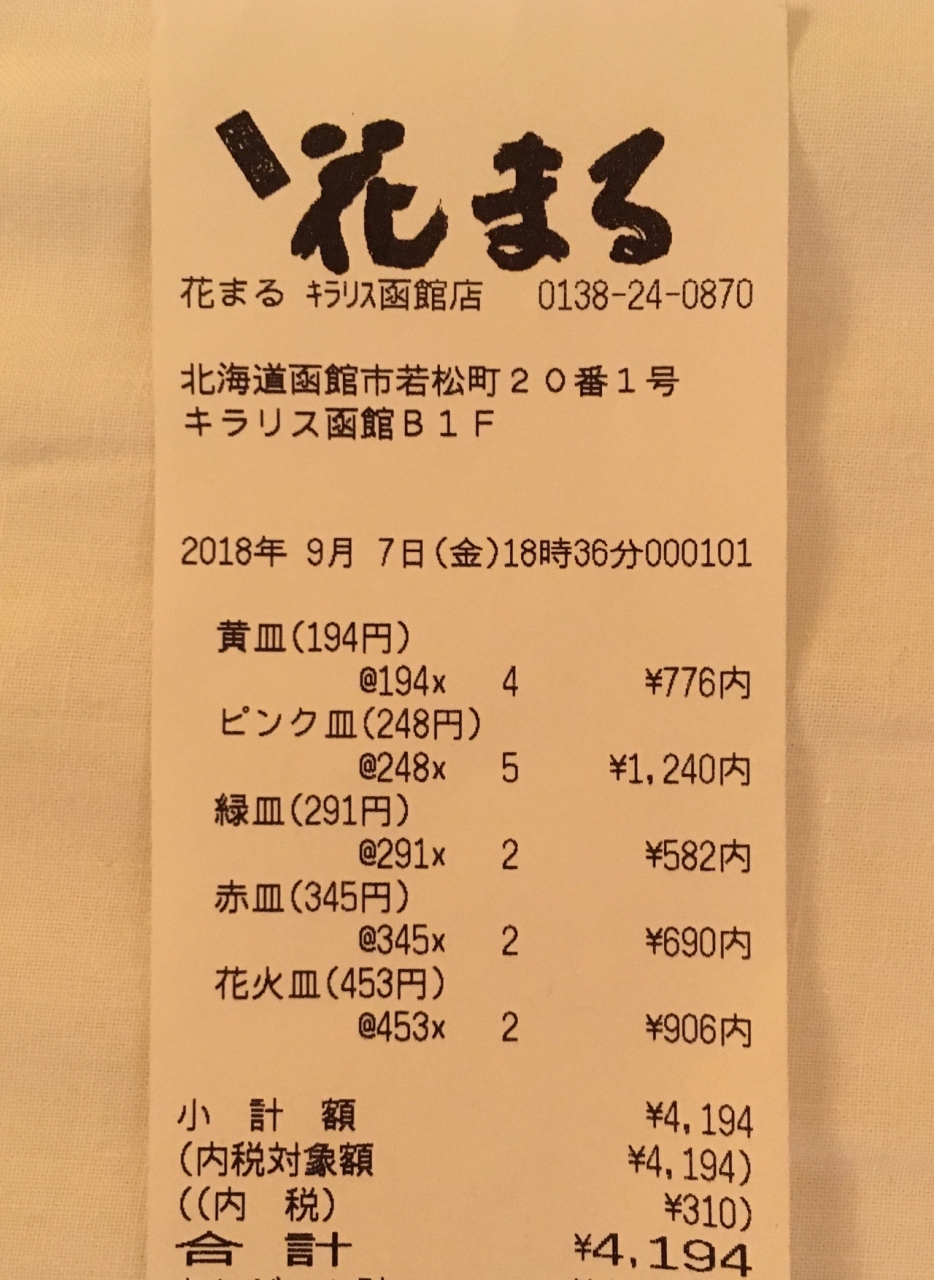 花まる
花まる ｷﾗﾘｽ函館店 0138-24-0870
北海道函館市若松町２０番１号
キラリス函館Ｂ１Ｆ
2018年 9月 7日(金)18時36分000101
黄皿(194円)
@194x 4 ¥776内
ピンク皿(248円)
@248x 5 ¥1,240内
緑皿(291円)
@291x 2 ¥582内
赤皿(345円)
@345x 2 ¥690内
花火皿(453円)
@453x 2 ¥906内
小 計 額 ¥4,194
(内税対象額 ¥4,194)
((内 税) ¥310)
合 計 ¥4,194